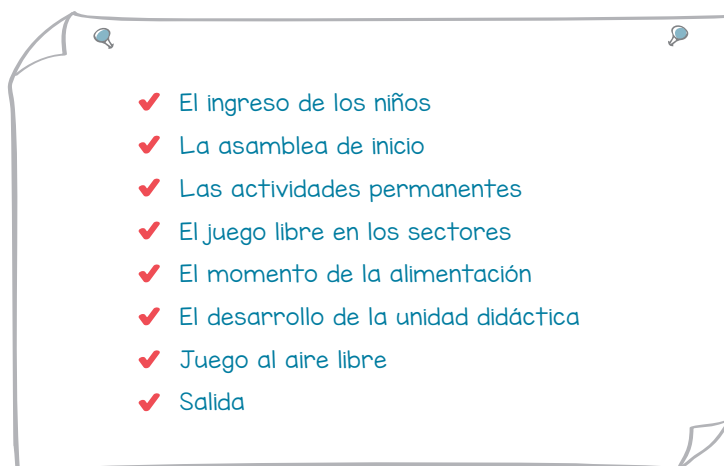 El ingreso de los niños
La asamblea de inicio
Las actividades permanentes
El juego libre en los sectores
El momento de la alimentación
El desarrollo de la unidad didáctica
Juego al aire libre
Salida